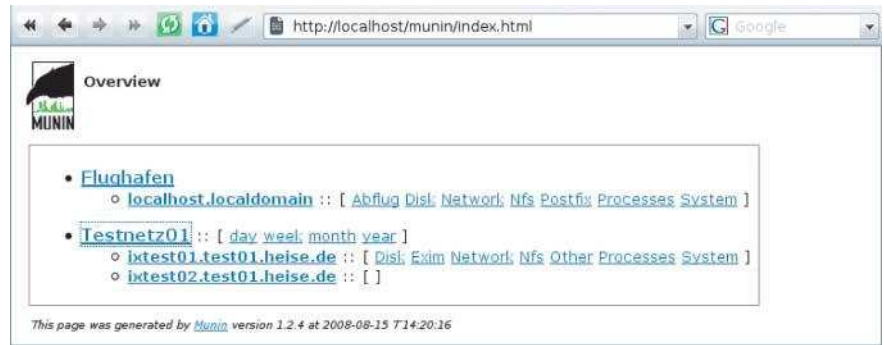 http://localhost/munin/index.html
Google
Overview
MUNIN
• Flughafen
○ localhost.localdomain :: [ Abflug Disk Network Nfs Postfix Processes System ]
• Testnetz01 :: [ day week month year ]
○ ixtest01.test01.heise.de :: [ Disk Exim Network Nfs Other Processes System ]
○ ixtest02.test01.heise.de :: [ ]
This page was generated by Munin version 1.2.4 at 2008-08-15 T14:20:16